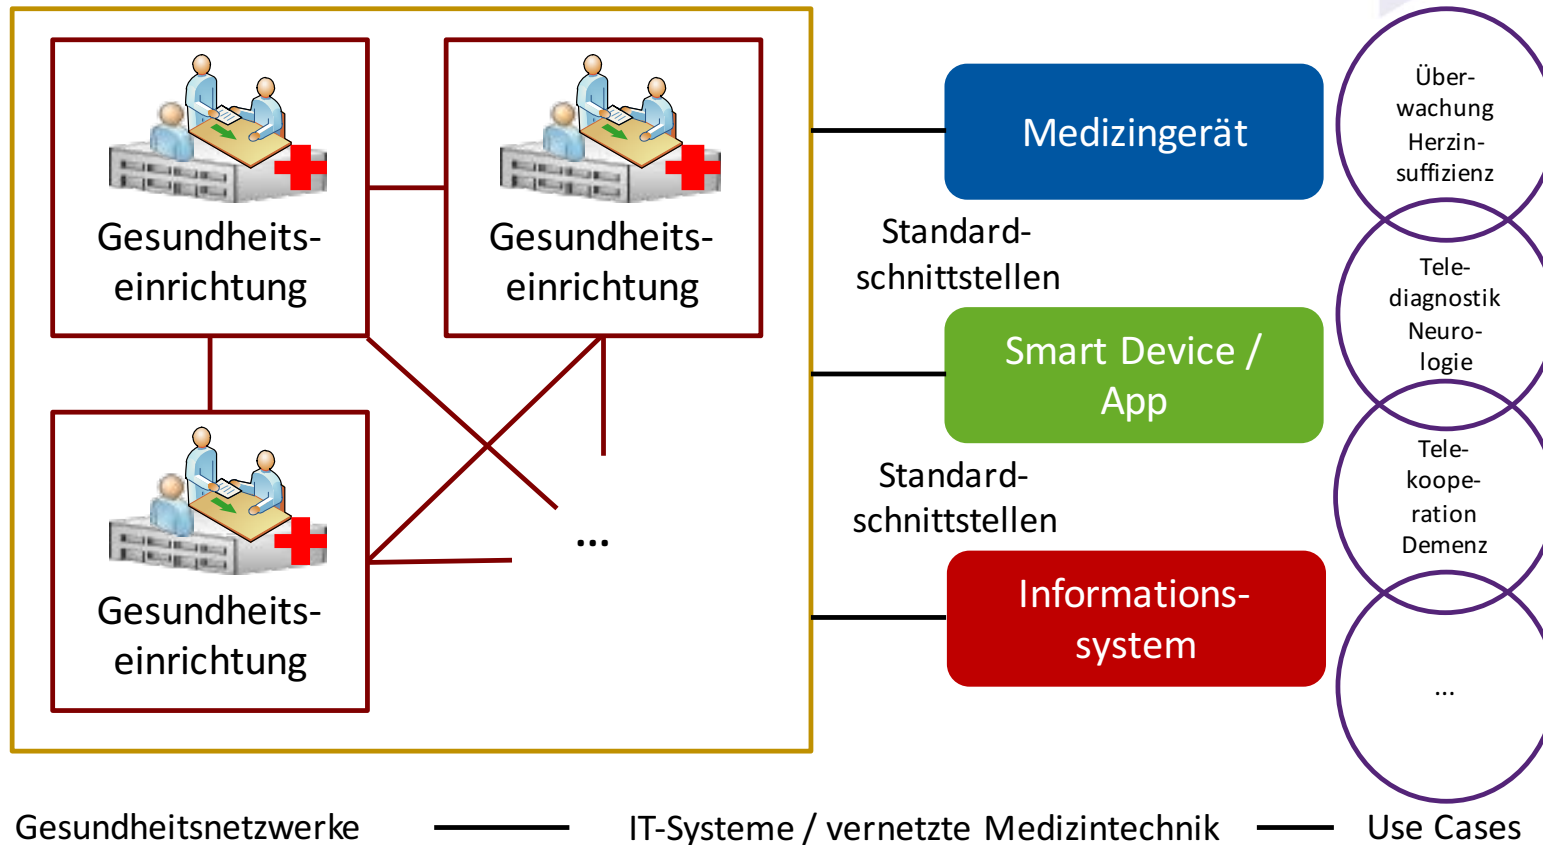 Gesundheits-
einrichtung
Gesundheits-
einrichtung
Gesundheits-
einrichtung
...
Medizingerät
Standard-
schnittstellen
Smart Device /
App
Standard-
schnittstellen
Informations-
system
Über-
wachung
Herzin-
suffizienz
Tele-
diagnostik
Neuro-
logie
Tele-
koope-
ration
Demenz
...
Gesundheitsnetzwerke
IT-Systeme / vernetzte Medizintechnik
Use Cases